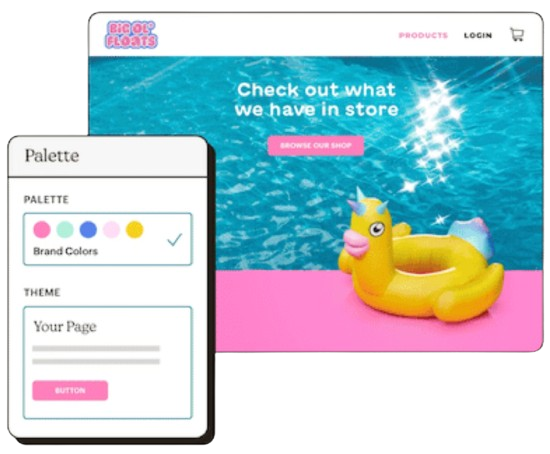 BIG OL'
FLOATS
PRODUCTS
LOGIN
Check out what
we have in store
BROWSE OUR SHOP
Palette
PALETTE
Brand Colors
THEME
Your Page
BUTTON